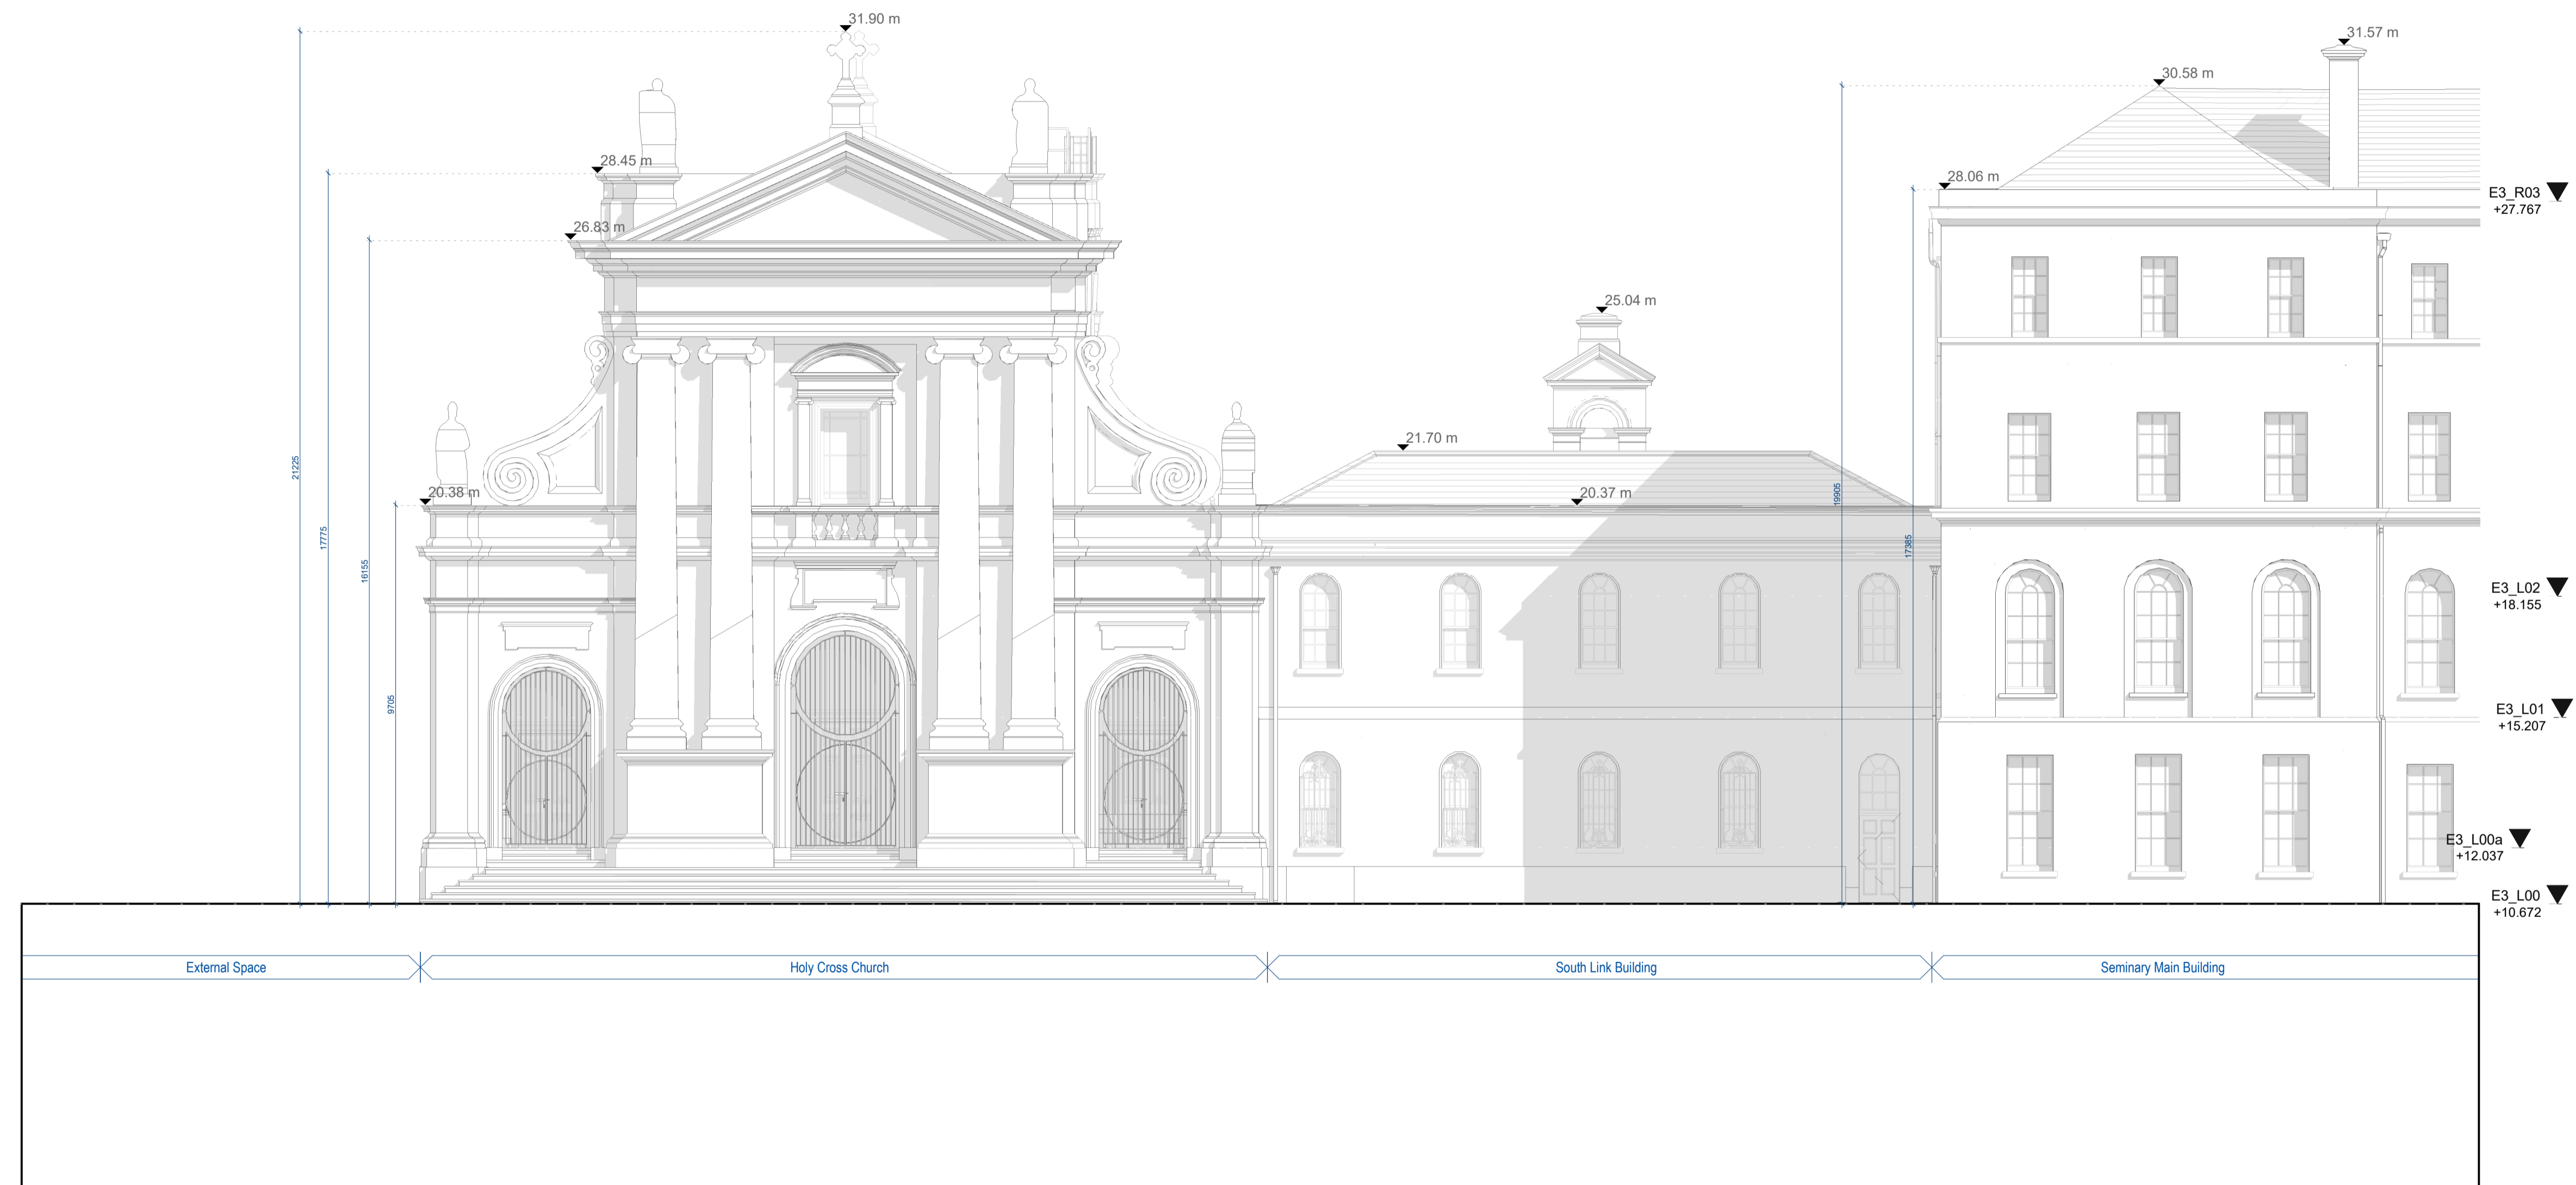 31.90 m
31.57 m
30.58 m
28.45 m
28.06 m
E3_R03
+27.767
26.83 m
25.04 m
21.70 m
21225
20.38 m
20.37 m
19905
17775
17385
16155
E3_L02
+18.155
9705
E3_L01
+15.207
E3_L00a
+12.037
E3_L00
+10.672
External Space
Holy Cross Church
South Link Building
Seminary Main Building